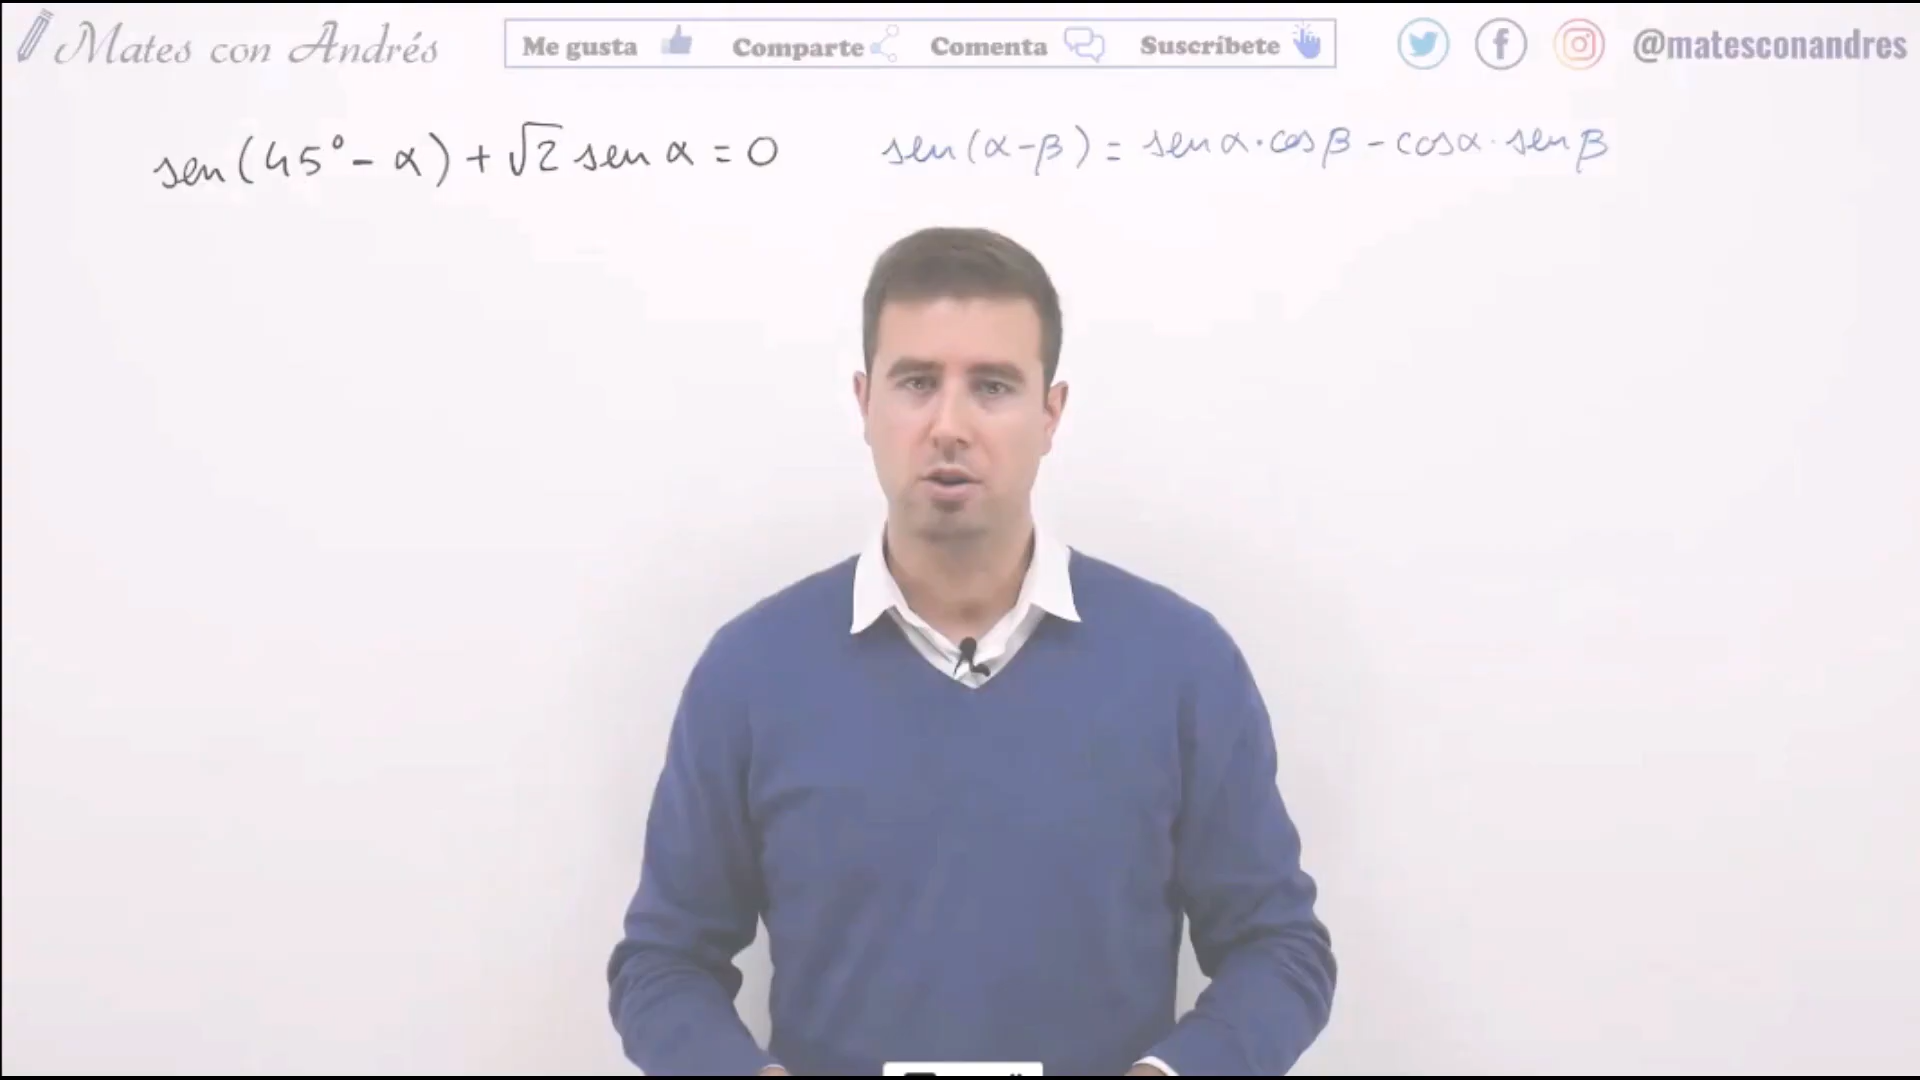 Mates con Andrés
Me gusta Comparte Comenta Suscríbete
@matesconandres
sen(45°-α)+√2 sen α = 0
sen(α-β) = sen α·cos β - cos α·sen β